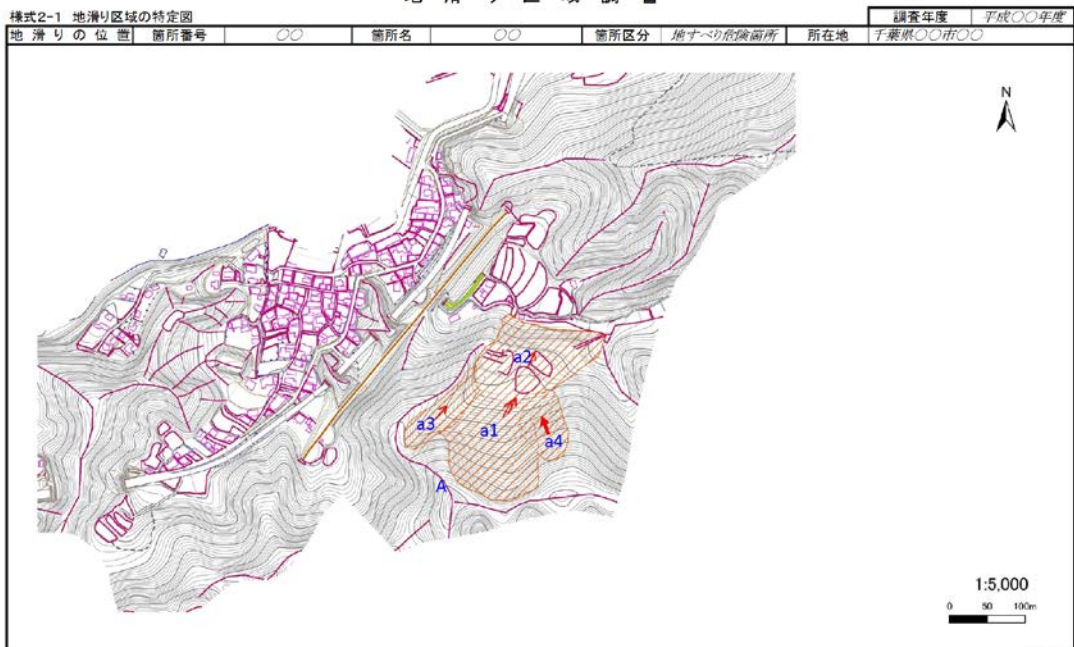 様式2-1 地滑り区域の特定図
調査年度 平成〇〇年度
地滑りの位置 箇所番号 〇〇 箇所名 〇〇 箇所区分 地すべり危険箇所 所在地 千葉県〇〇市〇〇
N
a2
a3
a1
a4
A
1:5,000
0 50 100m